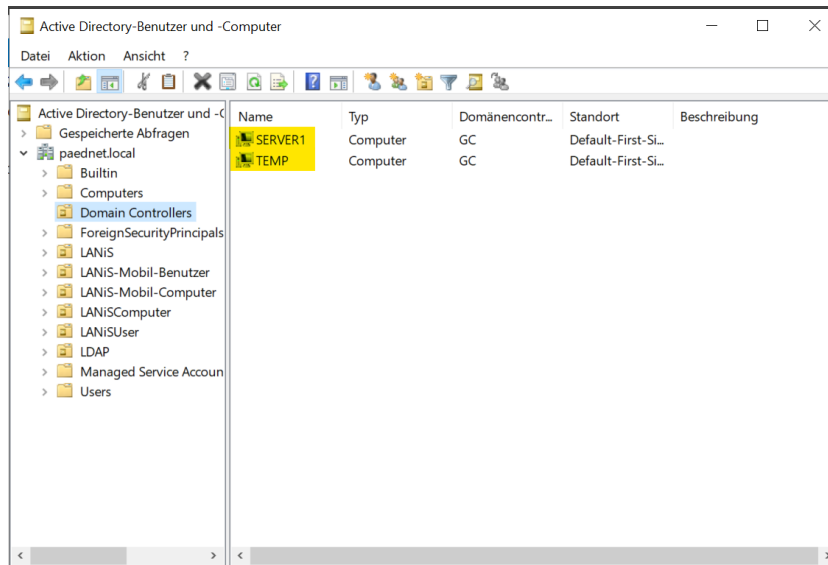 Active Directory-Benutzer und -Computer
Datei Aktion Ansicht ?
Active Directory-Benutzer und -C
Gespeicherte Abfragen
paednet.local
Builtin
Computers
Domain Controllers
ForeignSecurityPrincipals
LANiS
LANiS-Mobil-Benutzer
LANiS-Mobil-Computer
LANiSComputer
LANiSUser
LDAP
Managed Service Accoun
Users
Name Typ Domänencontr... Standort Beschreibung
SERVER1 Computer GC Default-First-Si...
TEMP Computer GC Default-First-Si...